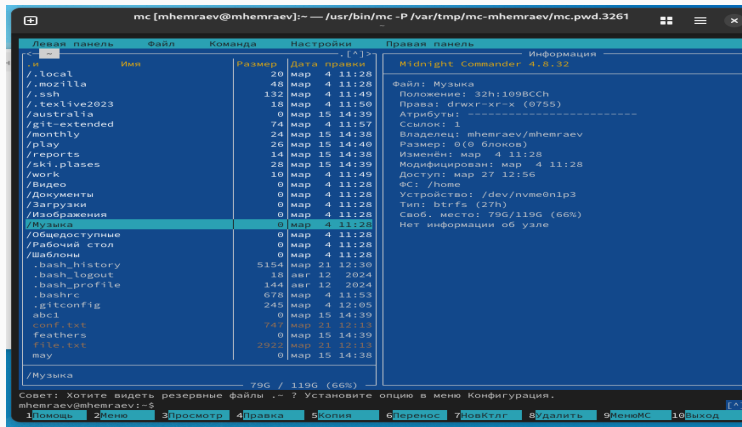 mc [mhemraev@mhemraev]:~ — /usr/bin/mc -P /var/tmp/mc-mhemraev/mc.pwd.3261
Левая панель Файл Команда Настройки Правая панель
<— ~ .[^]>
.и Имя Размер Дата правки
/.local 20 мар 4 11:28
/.mozilla 48 мар 4 11:28
/.ssh 132 мар 4 11:49
/.texlive2023 18 мар 4 11:50
/australia 0 мар 15 14:39
/git-extended 74 мар 4 11:57
/monthly 24 мар 15 14:38
/play 26 мар 15 14:40
/reports 14 мар 15 14:38
/ski.plases 28 мар 15 14:39
/work 10 мар 4 11:49
/Видео 0 мар 4 11:28
/Документы 0 мар 4 11:28
/Загрузки 0 мар 4 11:28
/Изображения 0 мар 4 11:28
/Музыка 0 мар 4 11:28
/Общедоступные 0 мар 4 11:28
/Рабочий стол 0 мар 4 11:28
/Шаблоны 0 мар 4 11:28
.bash_history 5154 мар 21 12:30
.bash_logout 18 авг 12 2024
.bash_profile 144 авг 12 2024
.bashrc 678 мар 4 11:53
.gitconfig 245 мар 4 12:05
abc1 0 мар 15 14:39
conf.txt 747 мар 21 12:13
feathers 0 мар 15 14:39
file.txt 2922 мар 21 12:13
may 0 мар 15 14:38
/Музыка
79G / 119G (66%)
Информация
Midnight Commander 4.8.32
Файл: Музыка
Положение: 32h:109BCCh
Права: drwxr-xr-x (0755)
Атрибуты: ------------------------
Ссылок: 1
Владелец: mhemraev/mhemraev
Размер: 0(0 блоков)
Изменён: мар 4 11:28
Модифицирован: мар 4 11:28
Доступ: мар 27 12:56
ФС: /home
Устройство: /dev/nvme0n1p3
Тип: btrfs (27h)
Своб. место: 79G/119G (66%)
Нет информации об узле
Совет: Хотите видеть резервные файлы .~ ? Установите опцию в меню Конфигурация.
mhemraev@mhemraev:~$ [^]
1Помощь 2Меню 3Просмотр 4Правка 5Копия 6Перенос 7НовКтлг 8Удалить 9МенюМС 10Выход